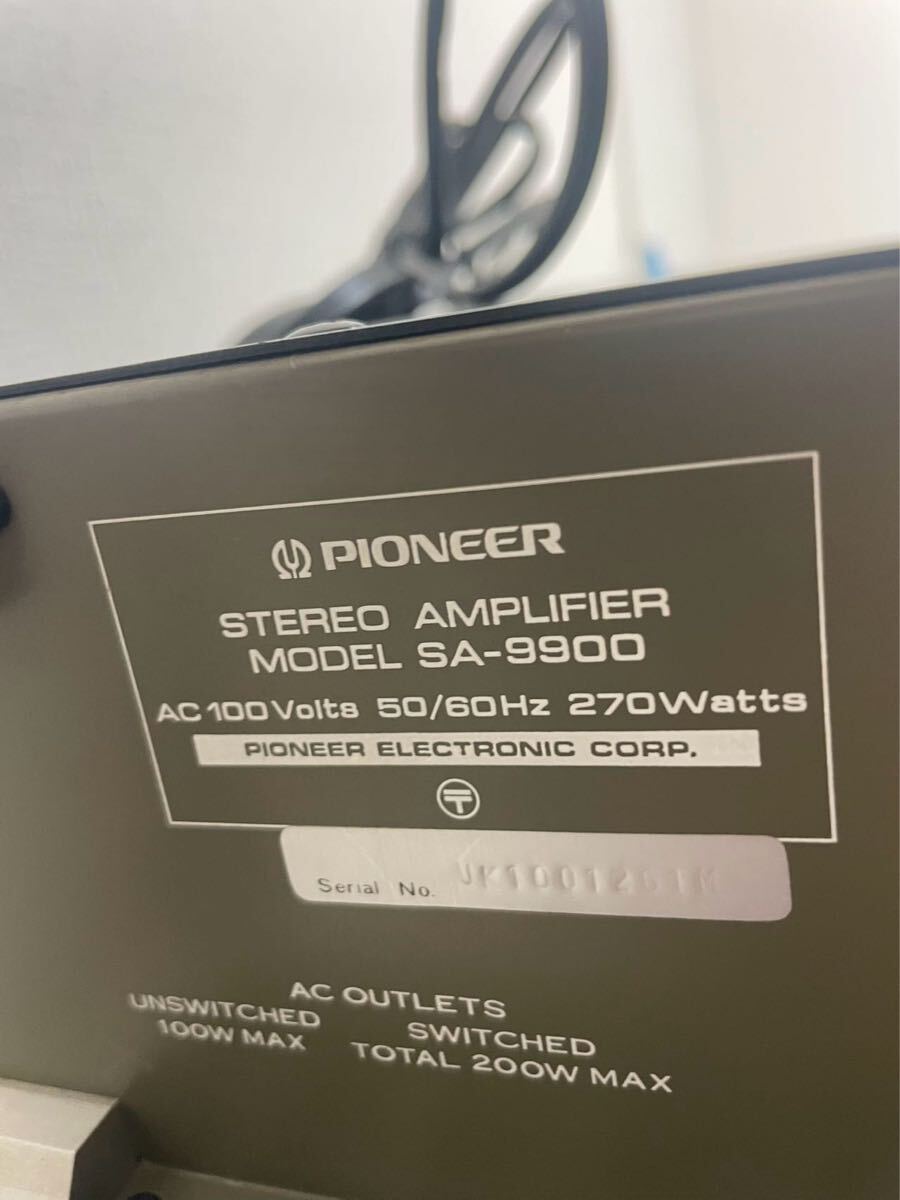 PIONEER
STEREO AMPLIFIER
MODEL SA-9900
AC 100 Volts 50/60Hz 270Watts
PIONEER ELECTRONIC CORP.
Serial No.
AC OUTLETS
UNSWITCHED
100W MAX
SWITCHED
TOTAL 200W MAX